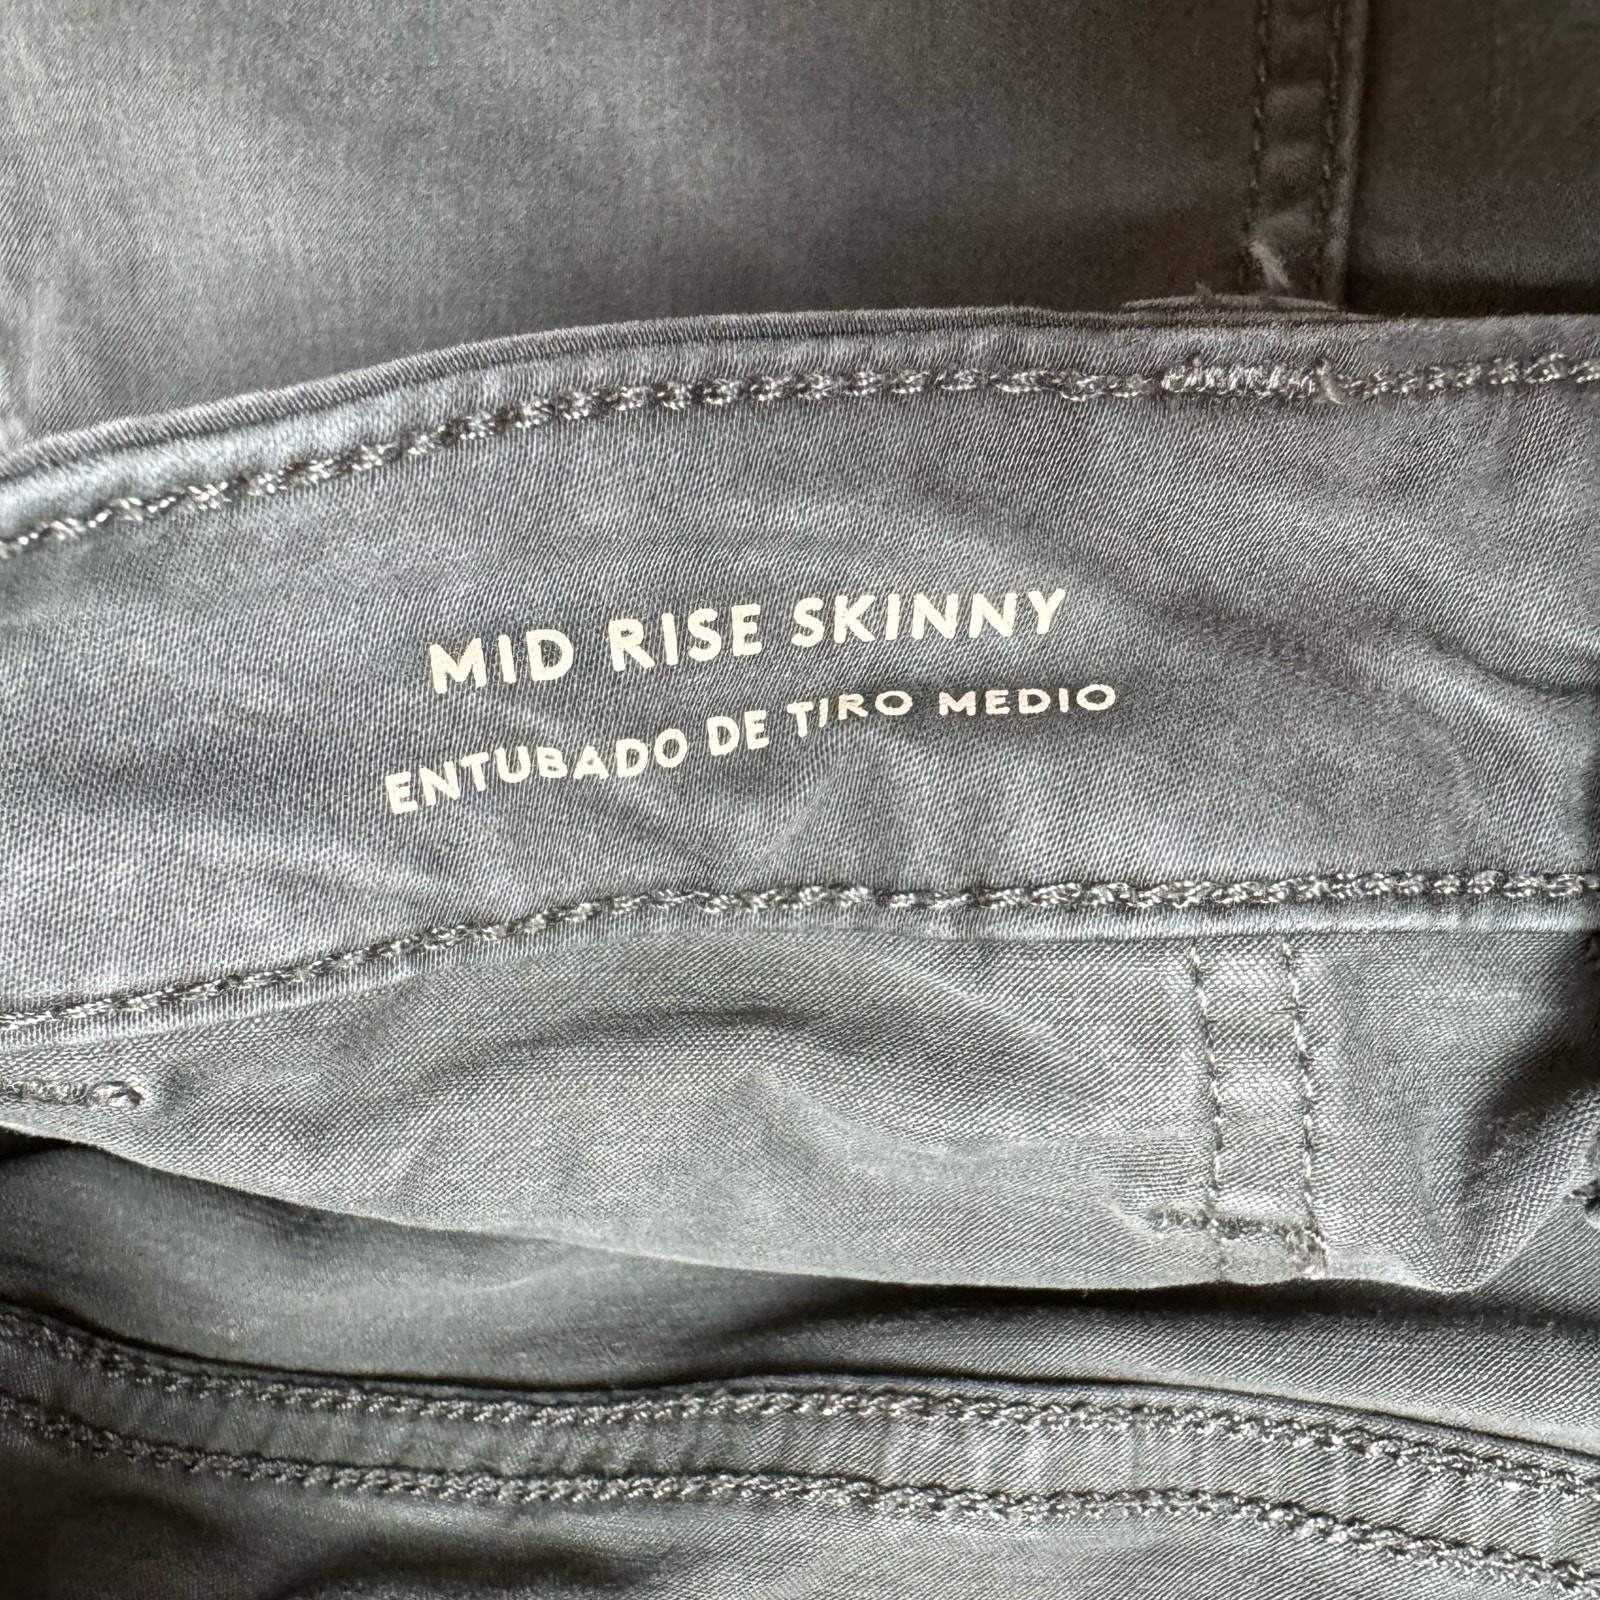 MID RISE SKINNY
ENTUBADO DE TIRO MEDIO